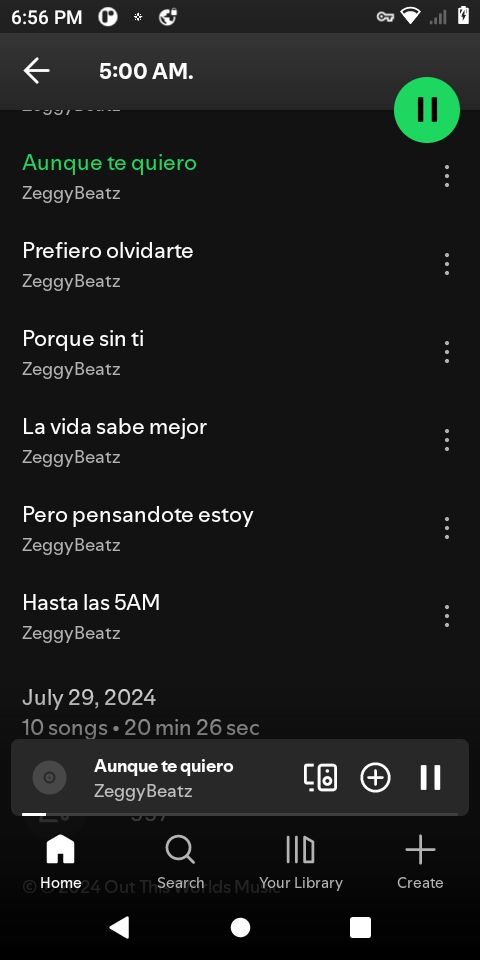 6:56 PM
5:00 AM.
ZeggyBeatz
Aunque te quiero
ZeggyBeatz
Prefiero olvidarte
ZeggyBeatz
Porque sin ti
ZeggyBeatz
La vida sabe mejor
ZeggyBeatz
Pero pensandote estoy
ZeggyBeatz
Hasta las 5AM
ZeggyBeatz
July 29, 2024
10 songs • 20 min 26 sec
Aunque te quiero
ZeggyBeatz
Home
Search
Your Library
Create
2024 Out This Worlds Music